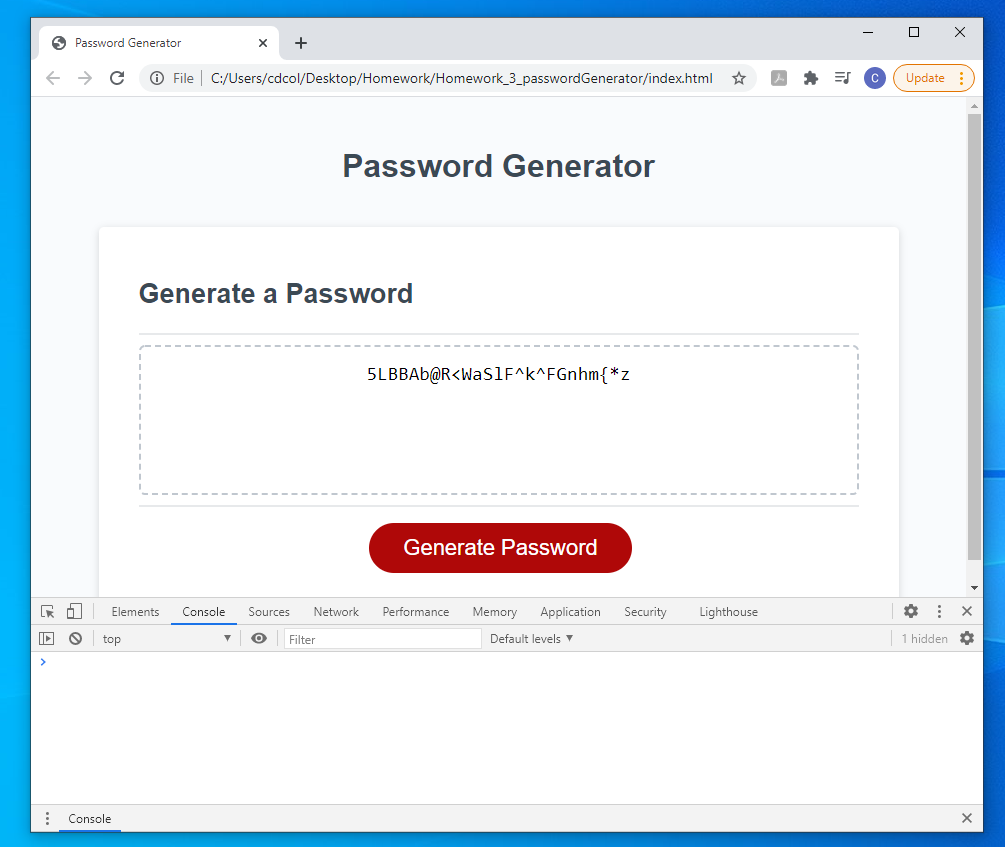 Password Generator
File
C:/Users/cdcol/Desktop/Homework/Homework_3_passwordGenerator/index.html
C
Update
Password Generator
Generate a Password
5LBBAb@R<WaSlF^k^FGnhm{*z
Generate Password
Elements Console Sources Network Performance Memory Application Security Lighthouse
top Filter Default levels 1 hidden
Console